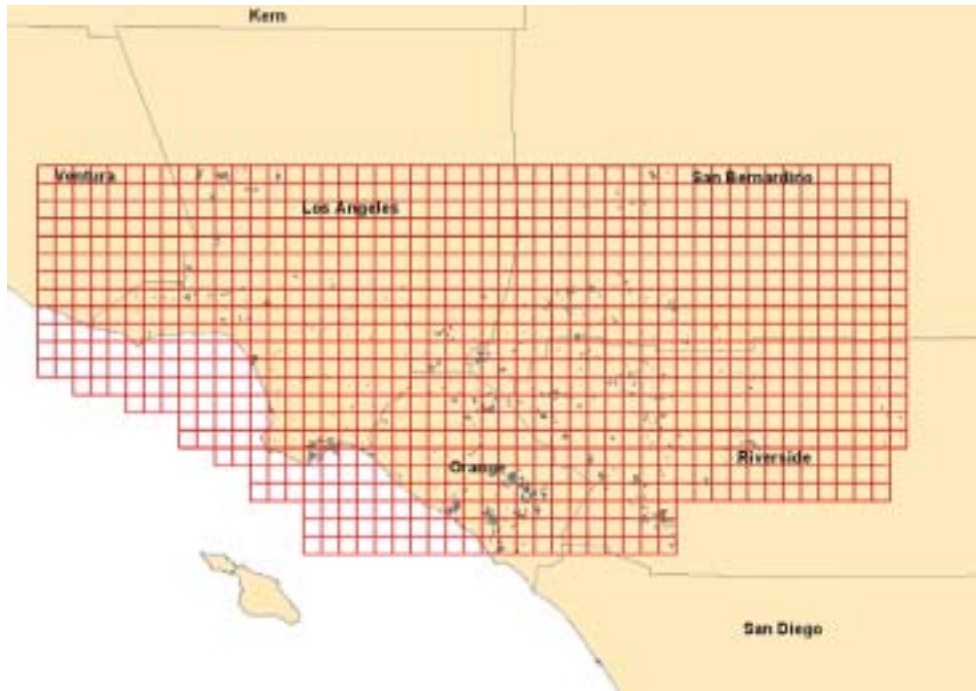 Kern
Ventura
San Bernardino
Los Angeles
Orange
Riverside
San Diego